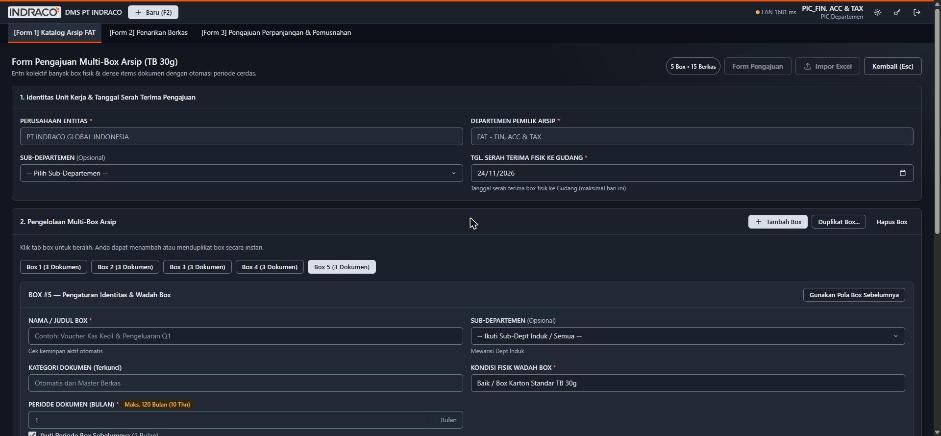 INDRACO DMS PT INDRACO + Baru (F2) LAN 1681 ms PIC_FIN, ACC & TAX
PIC Departemen
[Form 1] Katalog Arsip FAT [Form 2] Penarikan Berkas [Form 3] Pengajuan Perpanjangan & Pemusnahan
Form Pengajuan Multi-Box Arsip (TB 30g)
Entri kolektif banyak box fisik & dense items dokumen dengan otomasi periode cerdas.
5 Box • 15 Berkas Form Pengajuan Impor Excel Kembali (Esc)
1. Identitas Unit Kerja & Tanggal Serah Terima Pengajuan
PERUSAHAAN ENTITAS * DEPARTEMEN PEMILIK ARSIP *
PT INDRACO GLOBAL INDONESIA FAT - FIN, ACC & TAX
SUB-DEPARTEMEN (Opsional) TGL. SERAH TERIMA FISIK KE GUDANG *
-- Pilih Sub-Departemen -- 24/11/2026
Tanggal serah terima box fisik ke Gudang (maksimal hari ini)
2. Pengelolaan Multi-Box Arsip + Tambah Box Duplikat Box... Hapus Box
Klik tab box untuk beralih. Anda dapat menambah atau menduplikat box secara instan.
Box 1 (3 Dokumen) Box 2 (3 Dokumen) Box 3 (3 Dokumen) Box 4 (3 Dokumen) Box 5 (3 Dokumen)
BOX #5 — Pengaturan Identitas & Wadah Box Gunakan Pola Box Sebelumnya
NAMA / JUDUL BOX * SUB-DEPARTEMEN (Opsional)
Contoh: Voucher Kas Kecil & Pengeluaran Q1 -- Ikuti Sub-Dept Induk / Semua --
Cek kemiripan aktif otomatis Mewarisi Dept Induk
KATEGORI DOKUMEN (Terkunci) KONDISI FISIK WADAH BOX *
Otomatis dari Master Berkas Baik / Box Karton Standar TB 30g
PERIODE DOKUMEN (BULAN) * Maks. 120 Bulan (10 Thn)
1 Bulan
Ikuti Periode Box Sebelumnya (1 Bulan)